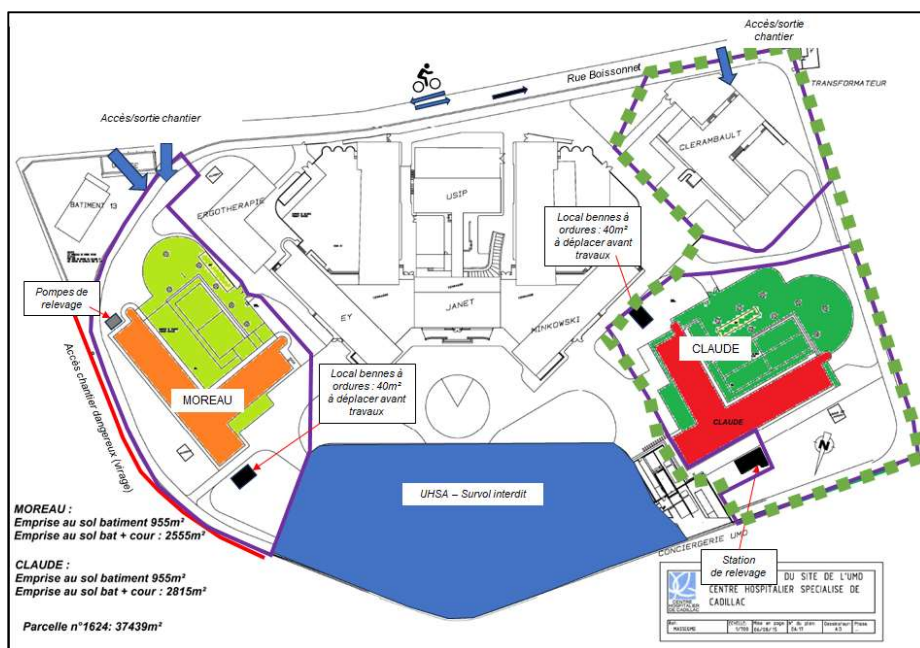 Accès/sortie
chantier
Rue Boissonnet
TRANSFORMATEUR
Accès/sortie chantier
CLERAMBAULT
BATIMENT 13
ERGOTHERAPIE
USIP
Local bennes à
ordures : 40m²
à déplacer avant
travaux
Pompes de
relevage
EY
JANET
MINKOWSKI
CLAUDE
MOREAU
Local bennes à
ordures : 40m²
à déplacer avant
travaux
CLAUDE
N
Accès chantier dangereux (virage)
UHSA – Survol interdit
MOREAU :
Emprise au sol batiment 955m²
Emprise au sol bat + cour : 2555m²
CLAUDE :
Emprise au sol batiment 955m²
Emprise au sol bat + cour : 2815m²
Parcelle n°1624: 37439m²
CONCIERGERIE UMD
Station
de relevage
DU SITE DE L'UMD
CENTRE HOSPITALIER SPECIALISE DE
CADILLAC
CENTRE
HOSPITALIER
DE CADILLAC